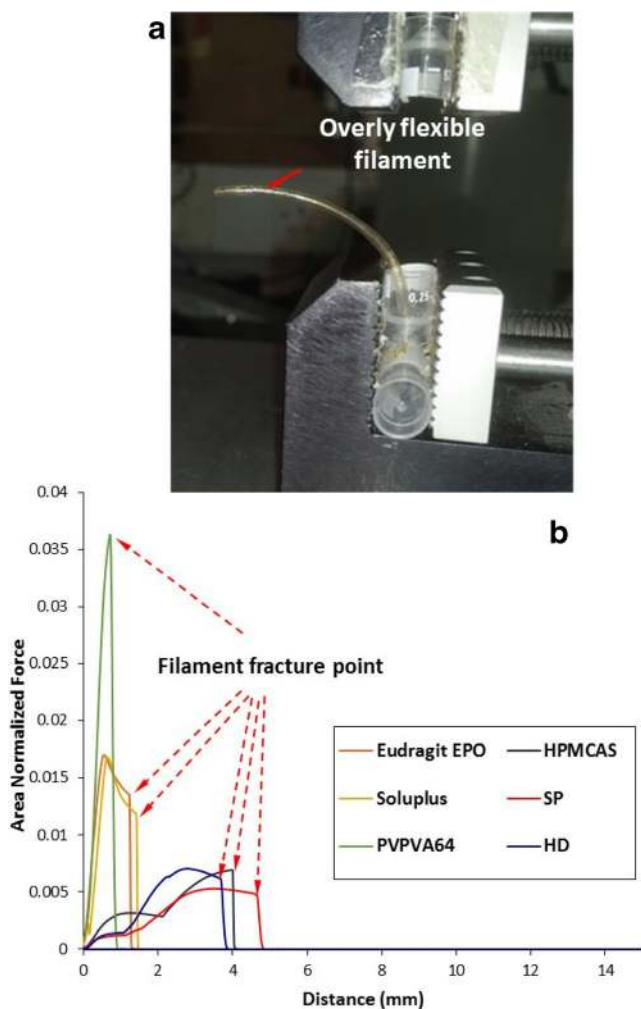 a
Overly flexible
filament
0,25
b
0.04
0.035
0.03
0.025
0.02
0.015
0.01
0.005
0
Area Normalized Force
Filament fracture point
Eudragit EPO
HPMCAS
Soluplus
SP
PVPVA64
HD
0 2 4 6 8 10 12 14
Distance (mm)